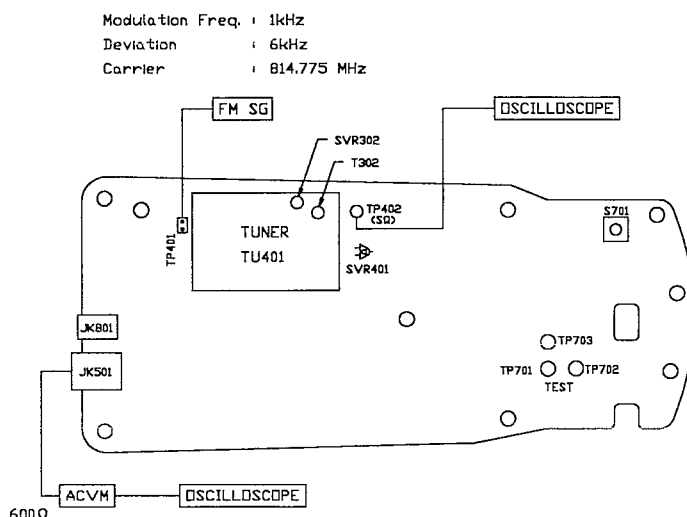 Modulation Freq. : 1kHz
Deviation : 6kHz
Carrier : 814.775 MHz
FM SG
OSCILLOSCOPE
SVR302
T302
TP401
TUNER
TU401
TP402
(SQ)
SVR401
S701
JK801
JK501
TP703
TP701
TP702
TEST
ACVM
OSCILLOSCOPE
600Ω